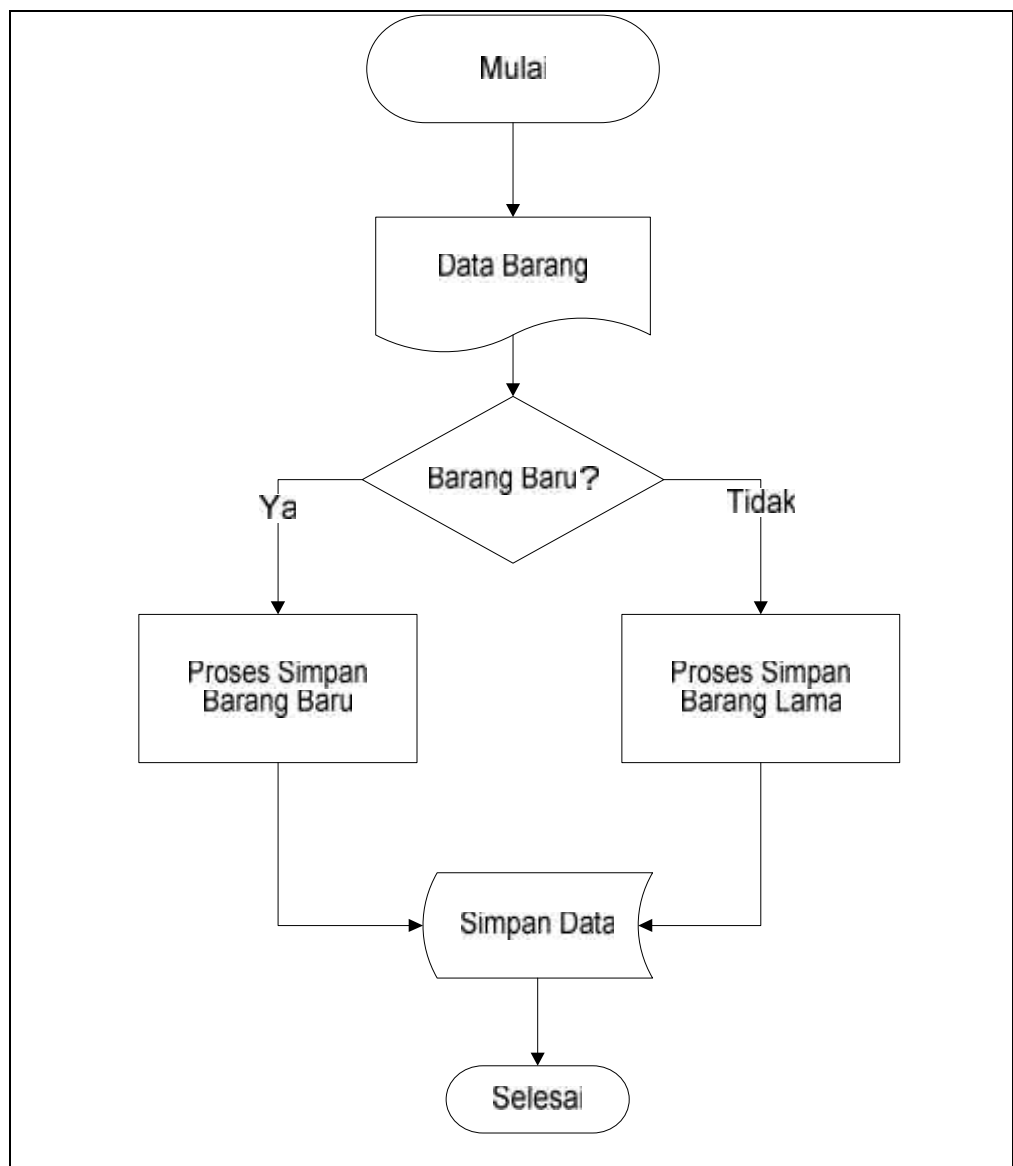 Mulai
Data Barang
Barang Baru?
Ya
Tidak
Proses Simpan
Barang Baru
Proses Simpan
Barang Lama
Simpan Data
Selesai